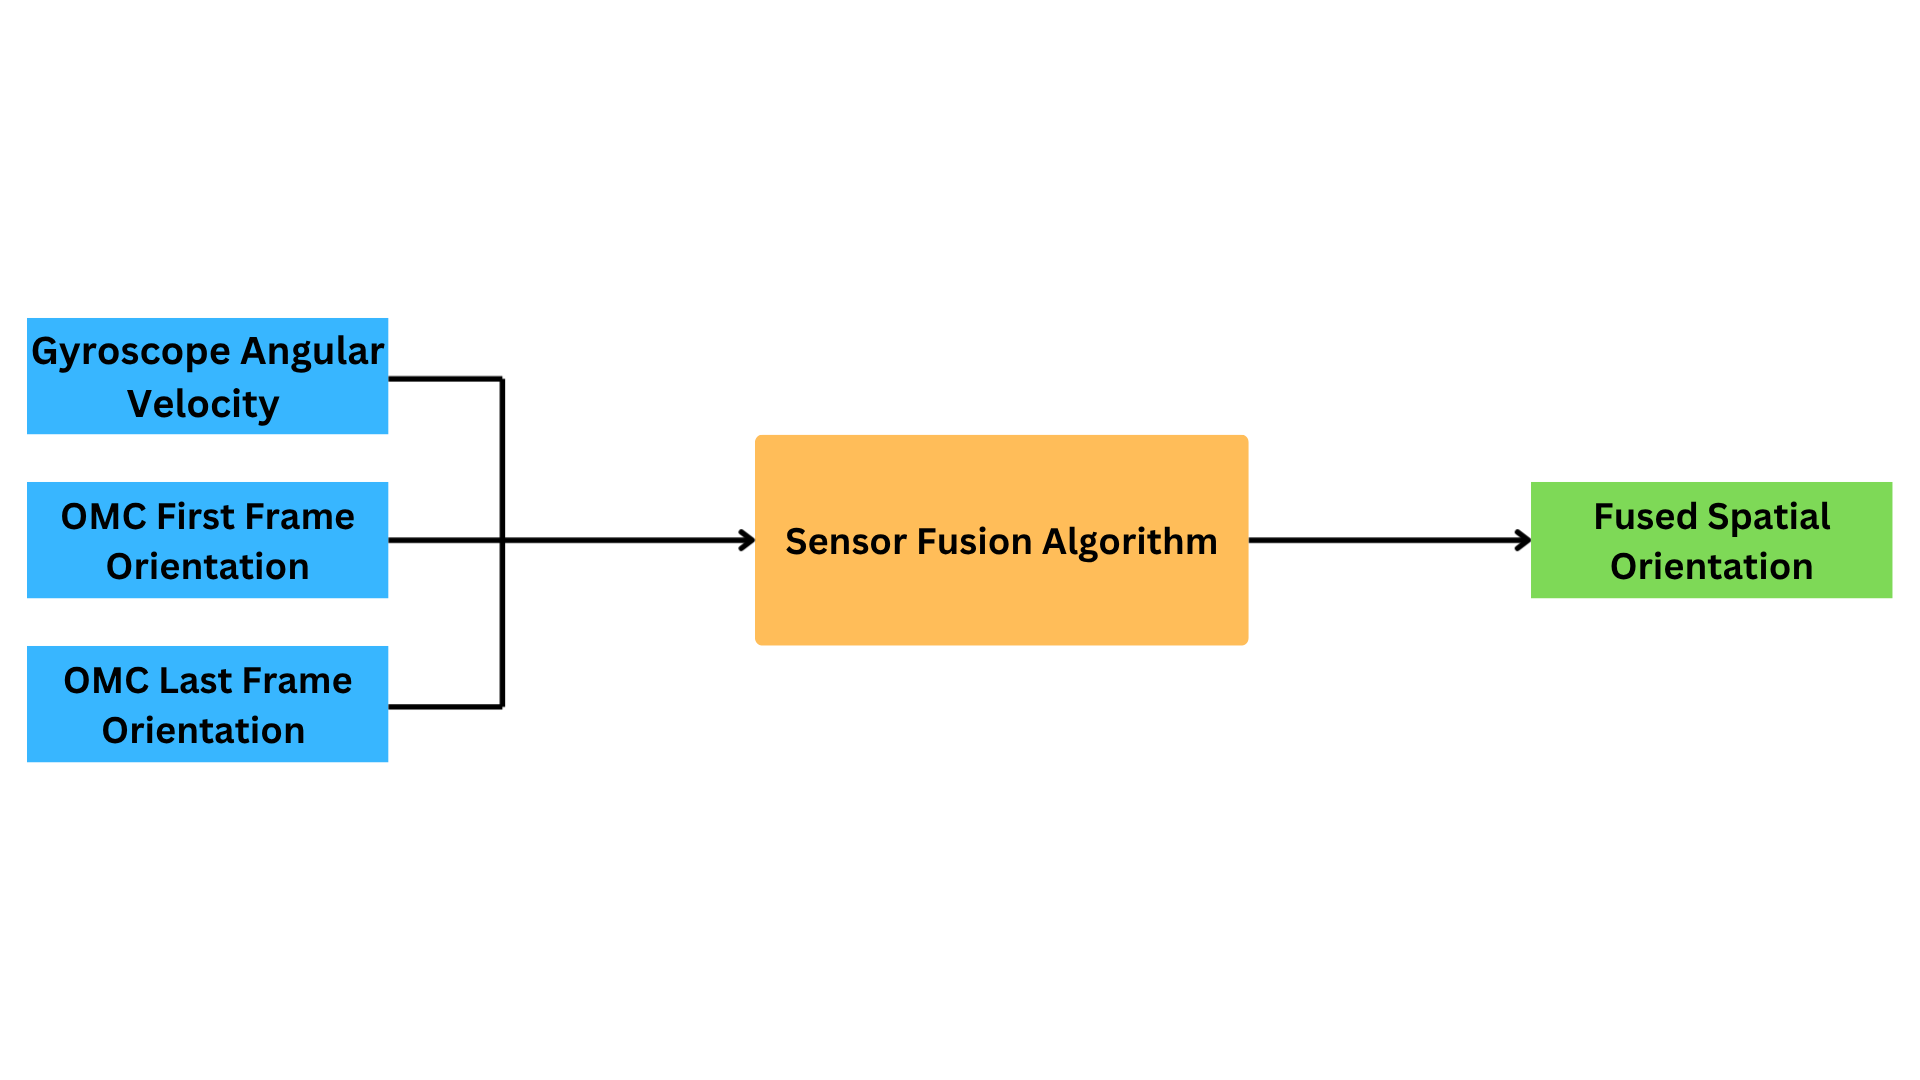 Gyroscope Angular
Velocity
OMC First Frame
Orientation
OMC Last Frame
Orientation
Sensor Fusion Algorithm
Fused Spatial
Orientation